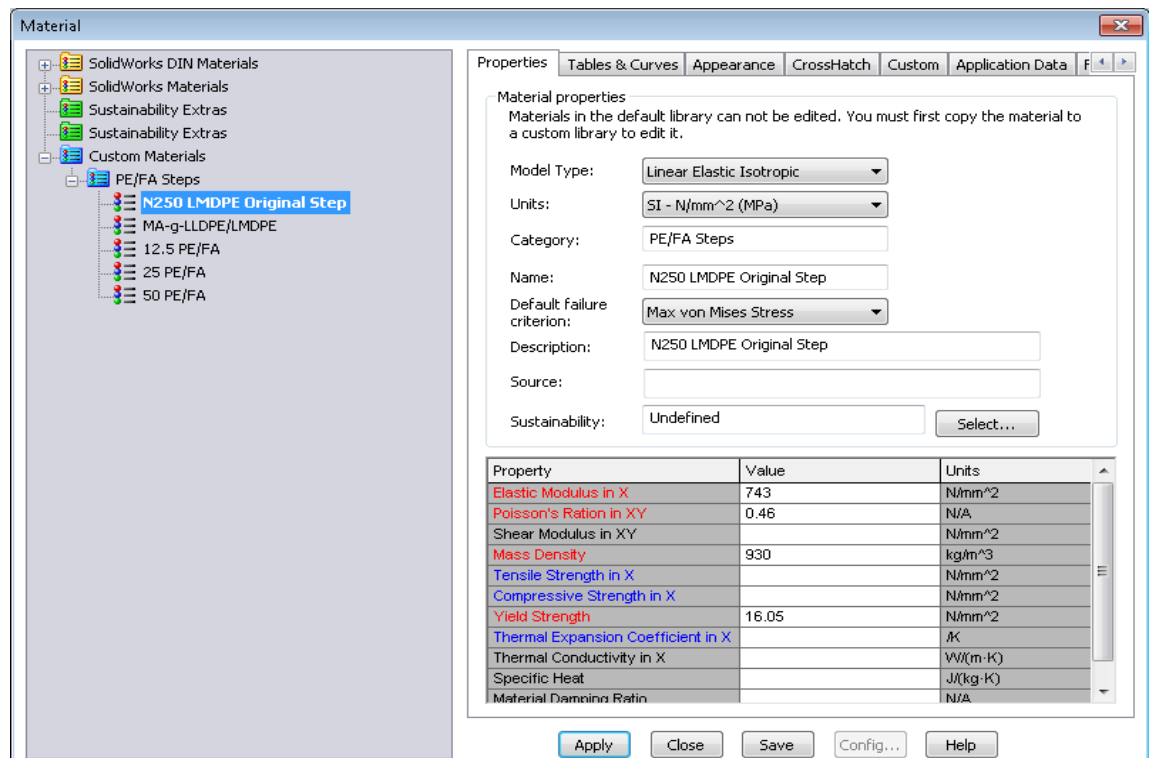 Material
SolidWorks DIN Materials
SolidWorks Materials
Sustainability Extras
Sustainability Extras
Custom Materials
PE/FA Steps
N250 LMDPE Original Step
MA-g-LLDPE/LMDPE
12.5 PE/FA
25 PE/FA
50 PE/FA
Properties Tables & Curves Appearance CrossHatch Custom Application Data F
Material properties
Materials in the default library can not be edited. You must first copy the material to
a custom library to edit it.
Model Type: Linear Elastic Isotropic
Units: SI - N/mm^2 (MPa)
Category: PE/FA Steps
Name: N250 LMDPE Original Step
Default failure
criterion: Max von Mises Stress
Description: N250 LMDPE Original Step
Source:
Sustainability: Undefined Select...
Property Value Units
Elastic Modulus in X 743 N/mm^2
Poisson's Ration in XY 0.46 N/A
Shear Modulus in XY N/mm^2
Mass Density 930 kg/m^3
Tensile Strength in X N/mm^2
Compressive Strength in X N/mm^2
Yield Strength 16.05 N/mm^2
Thermal Expansion Coefficient in X /K
Thermal Conductivity in X W/(m·K)
Specific Heat J/(kg·K)
Material Damping Ratio N/A
Apply Close Save Config... Help